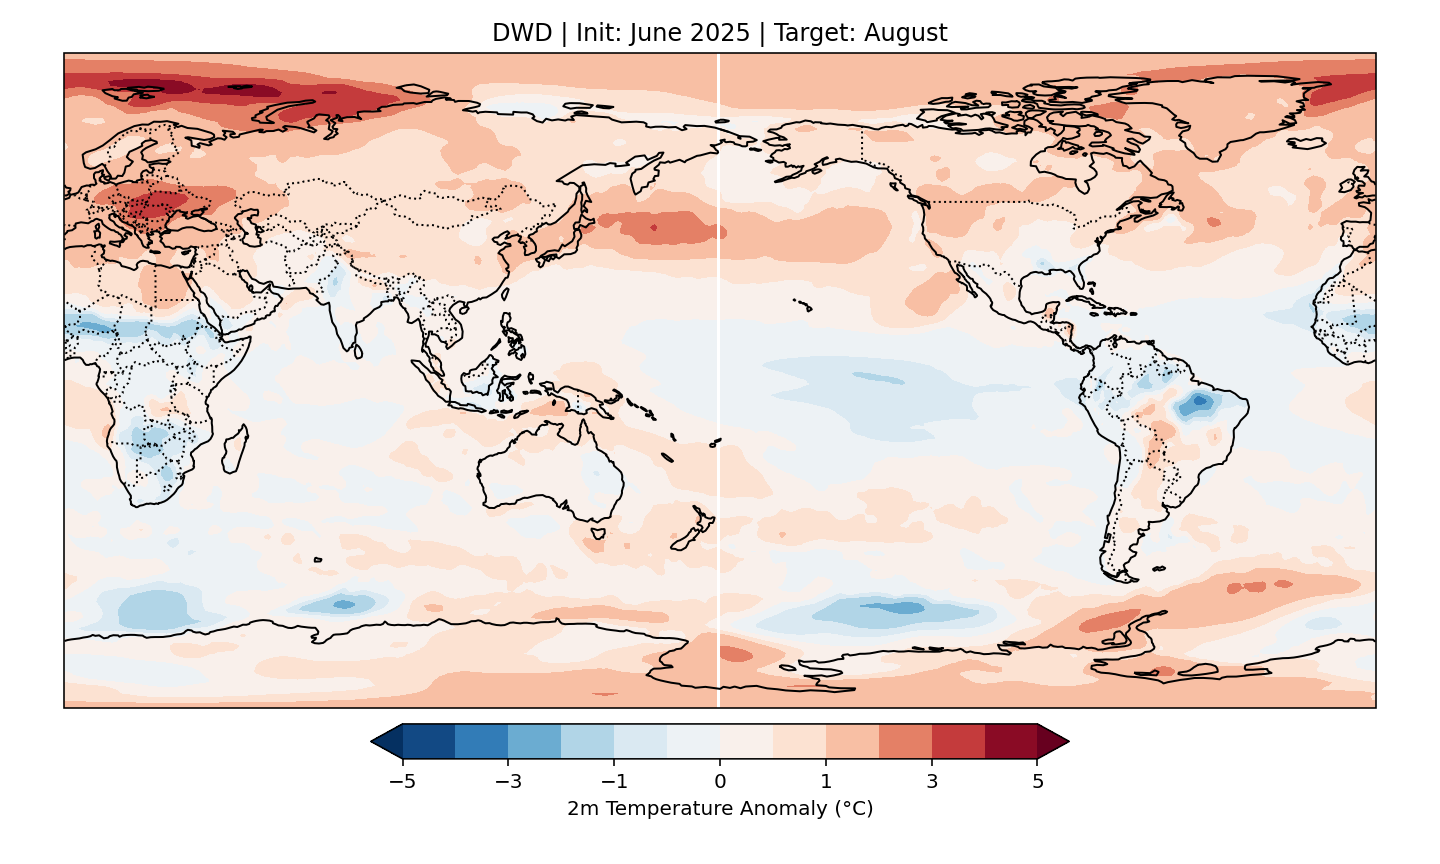 DWD | Init: June 2025 | Target: August
−5 −3 −1 0 1 3 5
2m Temperature Anomaly (°C)